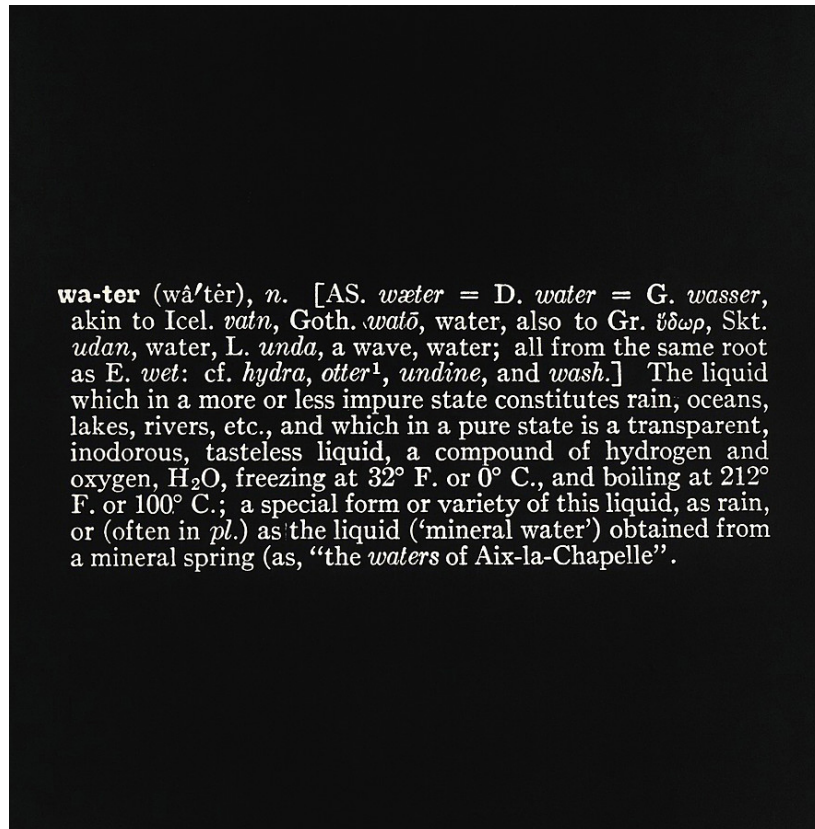 wa-ter (wâ′tėr), n. [AS. wæter = D. water = G. wasser,
akin to Icel. vatn, Goth. watō, water, also to Gr. ὕδωρ, Skt.
udan, water, L. unda, a wave, water; all from the same root
as E. wet: cf. hydra, otter¹, undine, and wash.] The liquid
which in a more or less impure state constitutes rain, oceans,
lakes, rivers, etc., and which in a pure state is a transparent,
inodorous, tasteless liquid, a compound of hydrogen and
oxygen, H₂O, freezing at 32° F. or 0° C., and boiling at 212°
F. or 100° C.; a special form or variety of this liquid, as rain,
or (often in pl.) as the liquid (‘mineral water’) obtained from
a mineral spring (as, “the waters of Aix-la-Chapelle”.